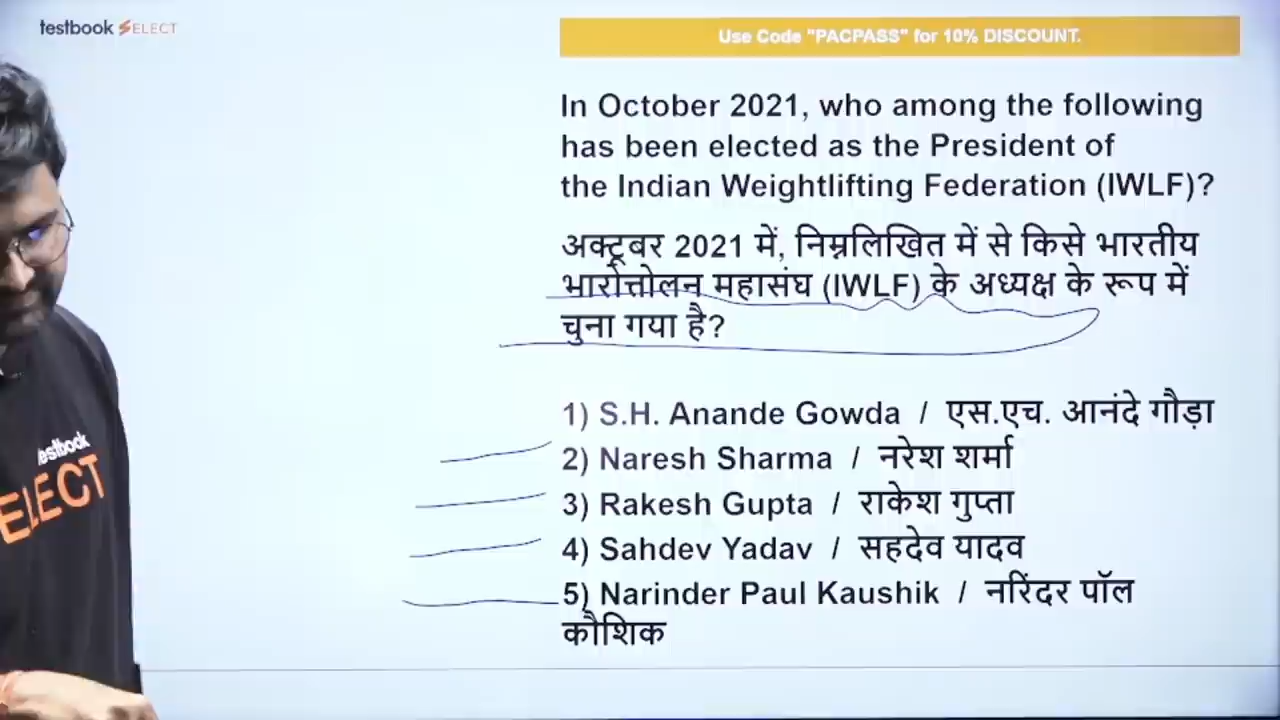 testbook SELECT
Use Code "PACPASS" for 10% DISCOUNT.
In October 2021, who among the following
has been elected as the President of
the Indian Weightlifting Federation (IWLF)?
अक्टूबर 2021 में, निम्नलिखित में से किसे भारतीय
भारोत्तोलन महासंघ (IWLF) के अध्यक्ष के रूप में
चुना गया है?
1) S.H. Anande Gowda / एस.एच. आनंदे गौड़ा
2) Naresh Sharma / नरेश शर्मा
3) Rakesh Gupta / राकेश गुप्ता
4) Sahdev Yadav / सहदेव यादव
5) Narinder Paul Kaushik / नरिंदर पॉल
कौशिक
testbook
ELECT